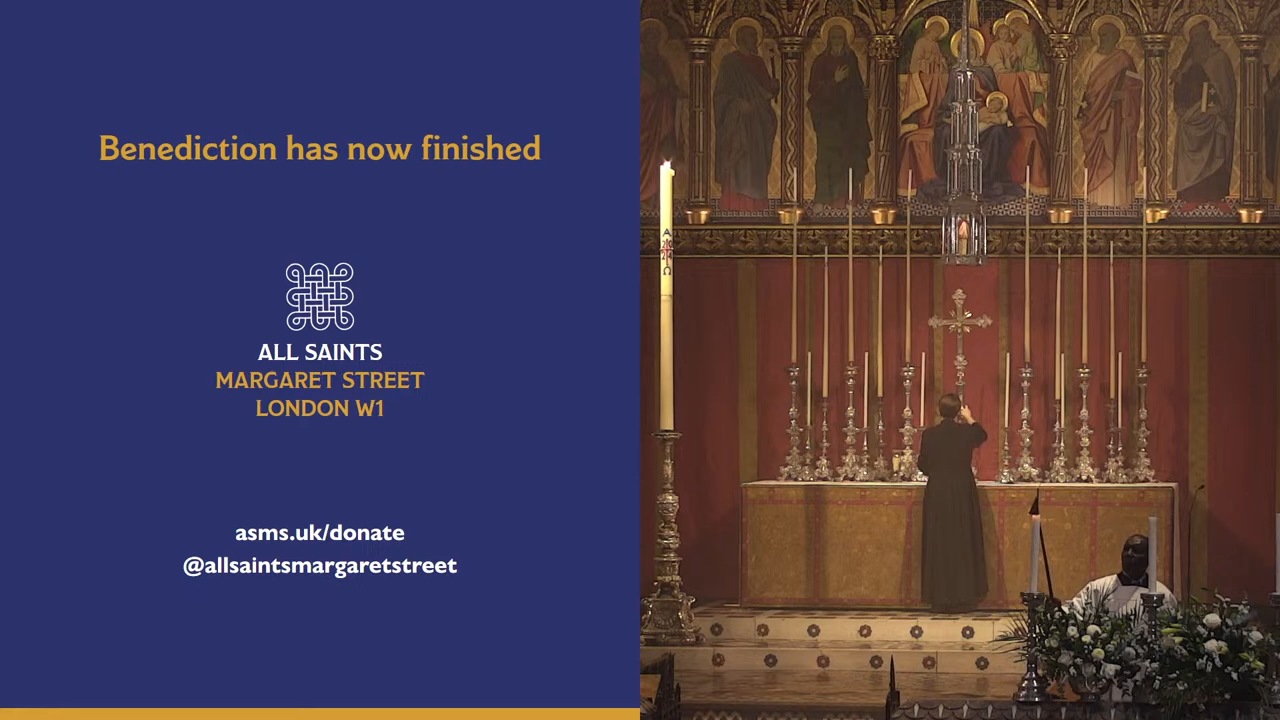 Benediction has now finished
ALL SAINTS
MARGARET STREET
LONDON W1
asms.uk/donate
@allsaintsmargaretstreet
Α
Ω